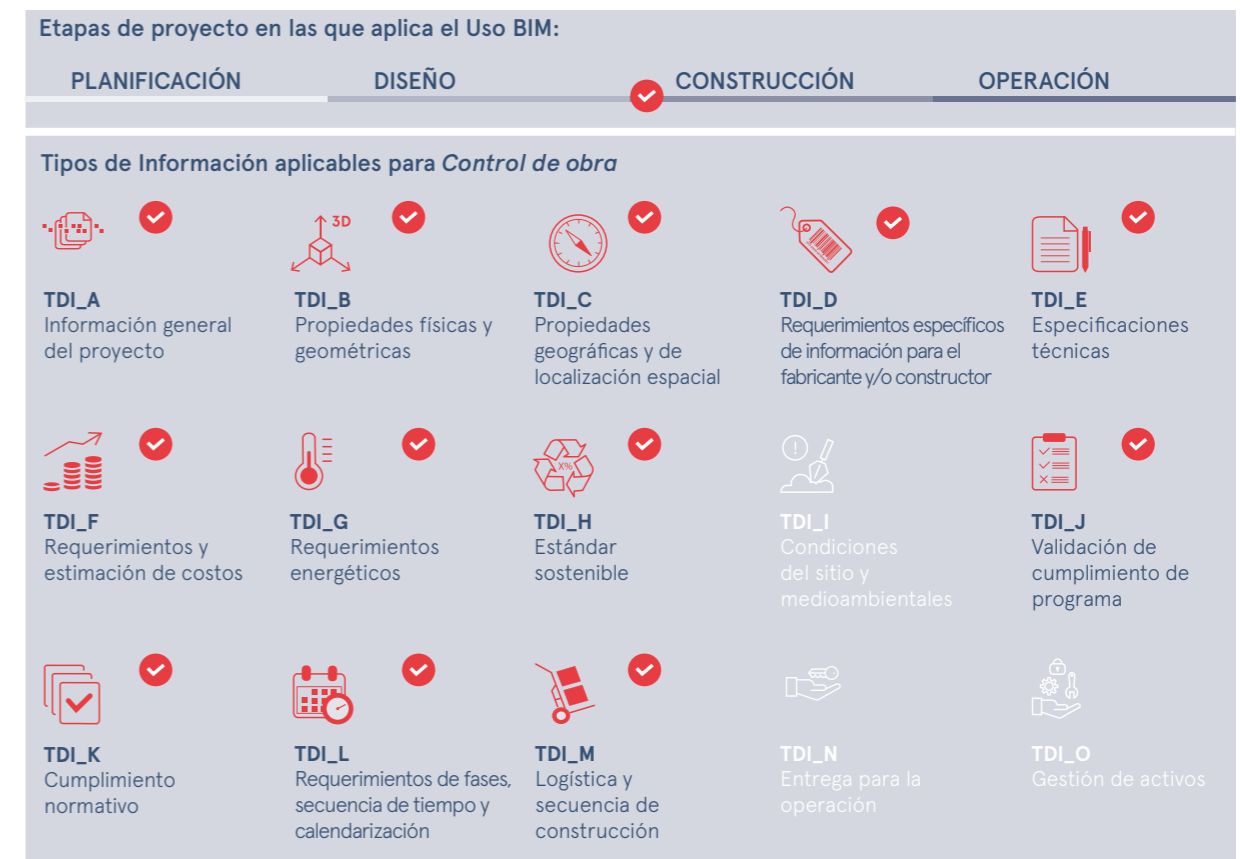 Etapas de proyecto en las que aplica el Uso BIM:
PLANIFICACIÓN
DISEÑO
CONSTRUCCIÓN
OPERACIÓN
Tipos de Información aplicables para Control de obra
3D
TDI_A
Información general
del proyecto
TDI_B
Propiedades físicas y
geométricas
TDI_C
Propiedades
geográficas y de
localización espacial
TDI_D
Requerimientos específicos
de información para el
fabricante y/o constructor
TDI_E
Especificaciones
técnicas
TDI_F
Requerimientos y
estimación de costos
TDI_G
Requerimientos
energéticos
X%
TDI_H
Estándar
sostenible
TDI_I
Condiciones
del sitio y
medioambientales
TDI_J
Validación de
cumplimiento de
programa
TDI_K
Cumplimiento
normativo
TDI_L
Requerimientos de fases,
secuencia de tiempo y
calendarización
TDI_M
Logística y
secuencia de
construcción
TDI_N
Entrega para la
operación
TDI_O
Gestión de activos